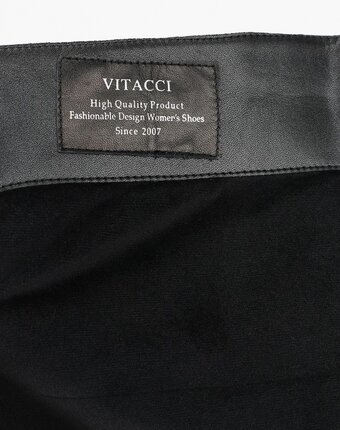 VITACCI
High Quality Product
Fashionable Design Women's Shoes
Since 2007